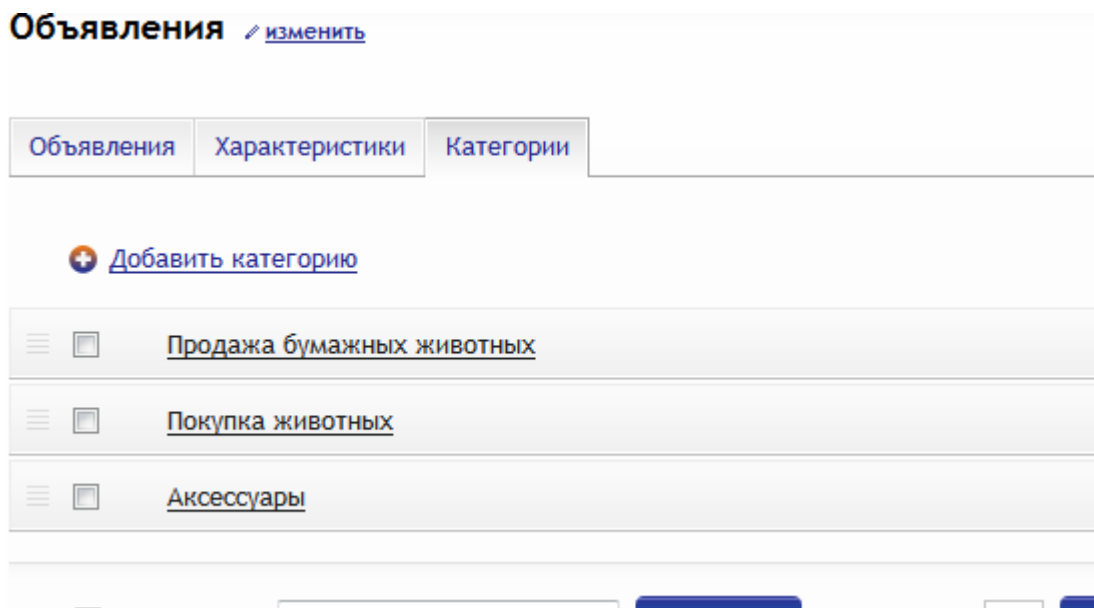 Объявления изменить
Объявления Характеристики Категории
Добавить категорию
Продажа бумажных животных
Покупка животных
Аксессуары